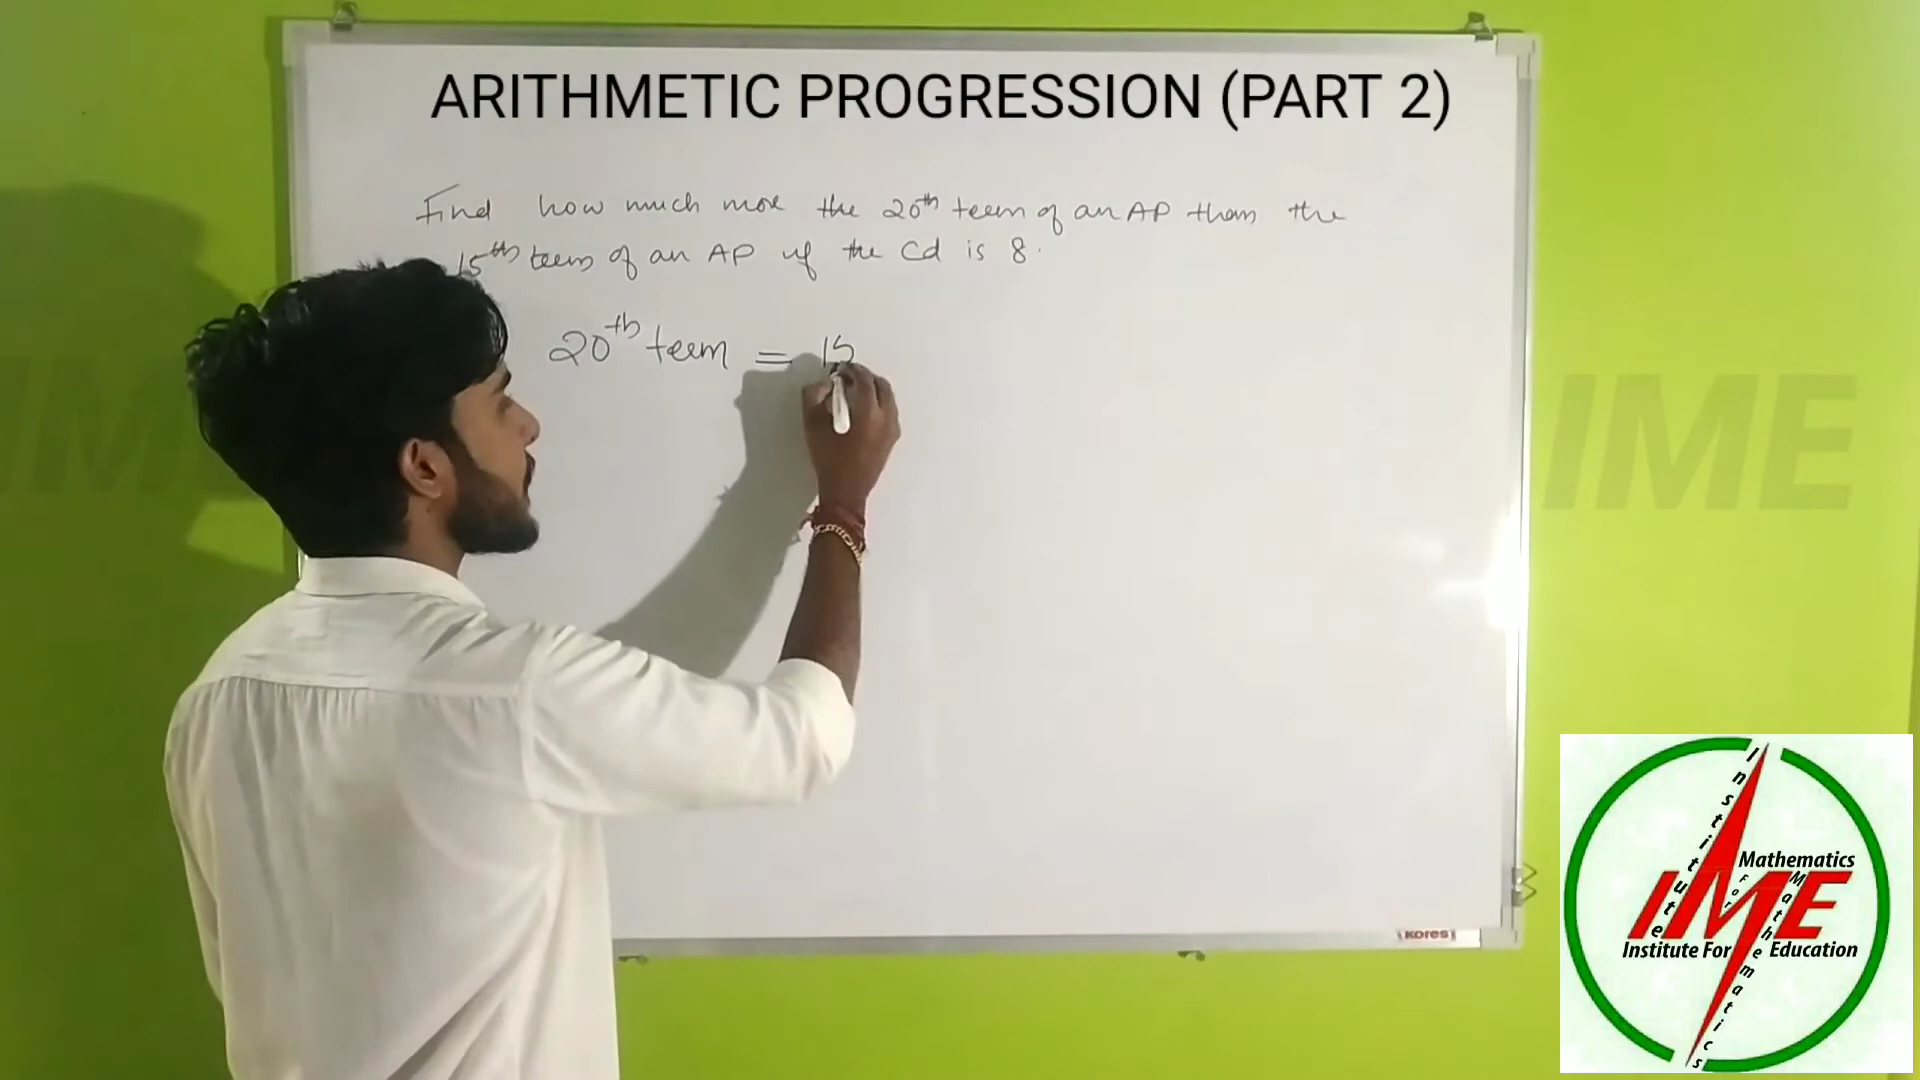 ARITHMETIC PROGRESSION (PART 2)
Find how much more the 20th term of an AP than the
15th term of an AP if the Cd is 8.
20th term = 15
IME
IME
Kores
Institute
Mathematics
For
Mathematics
IME
Institute For Education